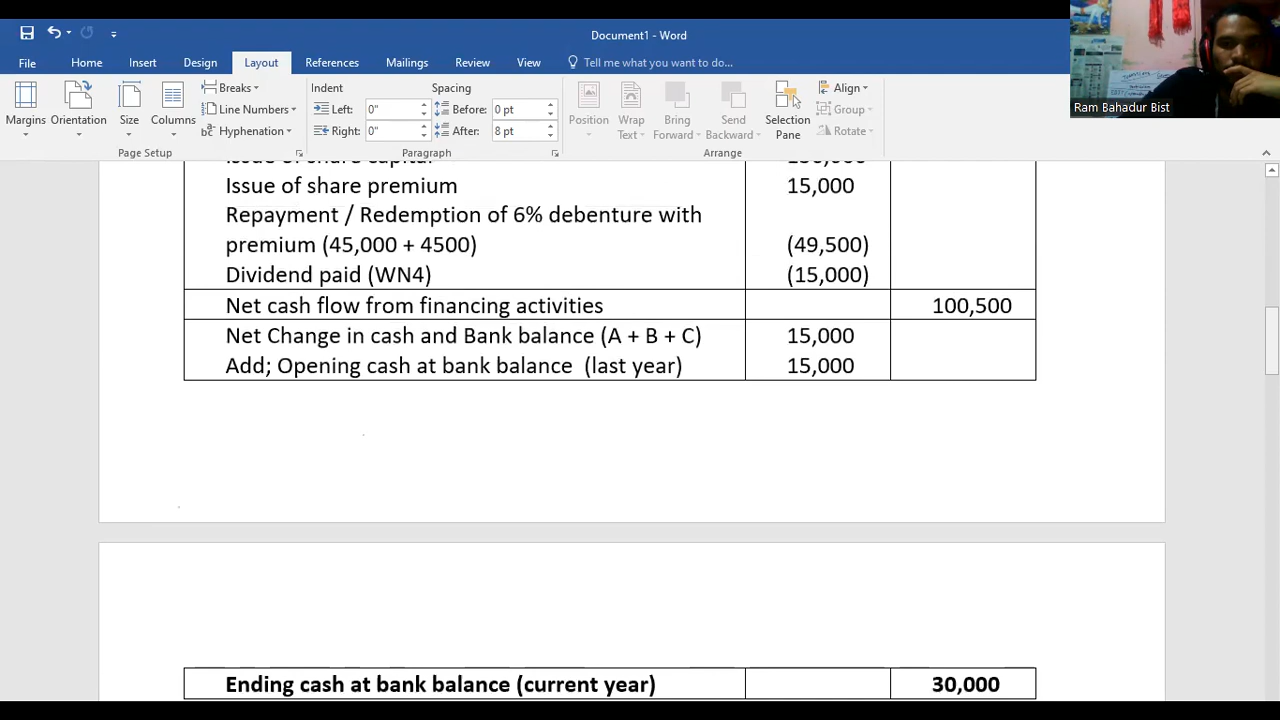 Document1 - Word
File Home Insert Design Layout References Mailings Review View Tell me what you want to do...
Ram Bahadur Bist
Margins Orientation Size Columns Breaks Line Numbers Hyphenation
Page Setup
Indent Spacing
Left: 0" Before: 0 pt
Right: 0" After: 8 pt
Paragraph
Position Wrap Text Bring Forward Send Backward Selection Pane Align Group Rotate
Arrange
Issue of share capital
Issue of share premium 15,000
Repayment / Redemption of 6% debenture with
premium (45,000 + 4500) (49,500)
Dividend paid (WN4) (15,000)
Net cash flow from financing activities 100,500
Net Change in cash and Bank balance (A + B + C) 15,000
Add; Opening cash at bank balance (last year) 15,000
Ending cash at bank balance (current year) 30,000